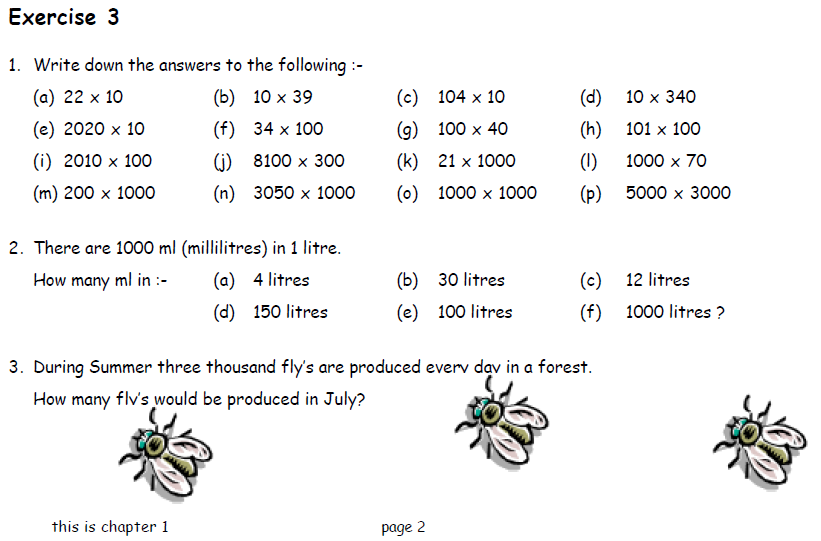 Exercise 3
1. Write down the answers to the following :-
(a) 22 x 10 (b) 10 x 39 (c) 104 x 10 (d) 10 x 340
(e) 2020 x 10 (f) 34 x 100 (g) 100 x 40 (h) 101 x 100
(i) 2010 x 100 (j) 8100 x 300 (k) 21 x 1000 (l) 1000 x 70
(m) 200 x 1000 (n) 3050 x 1000 (o) 1000 x 1000 (p) 5000 x 3000
2. There are 1000 ml (millilitres) in 1 litre.
How many ml in :- (a) 4 litres (b) 30 litres (c) 12 litres
(d) 150 litres (e) 100 litres (f) 1000 litres ?
3. During Summer three thousand fly's are produced every day in a forest.
How many fly's would be produced in July?
this is chapter 1 page 2